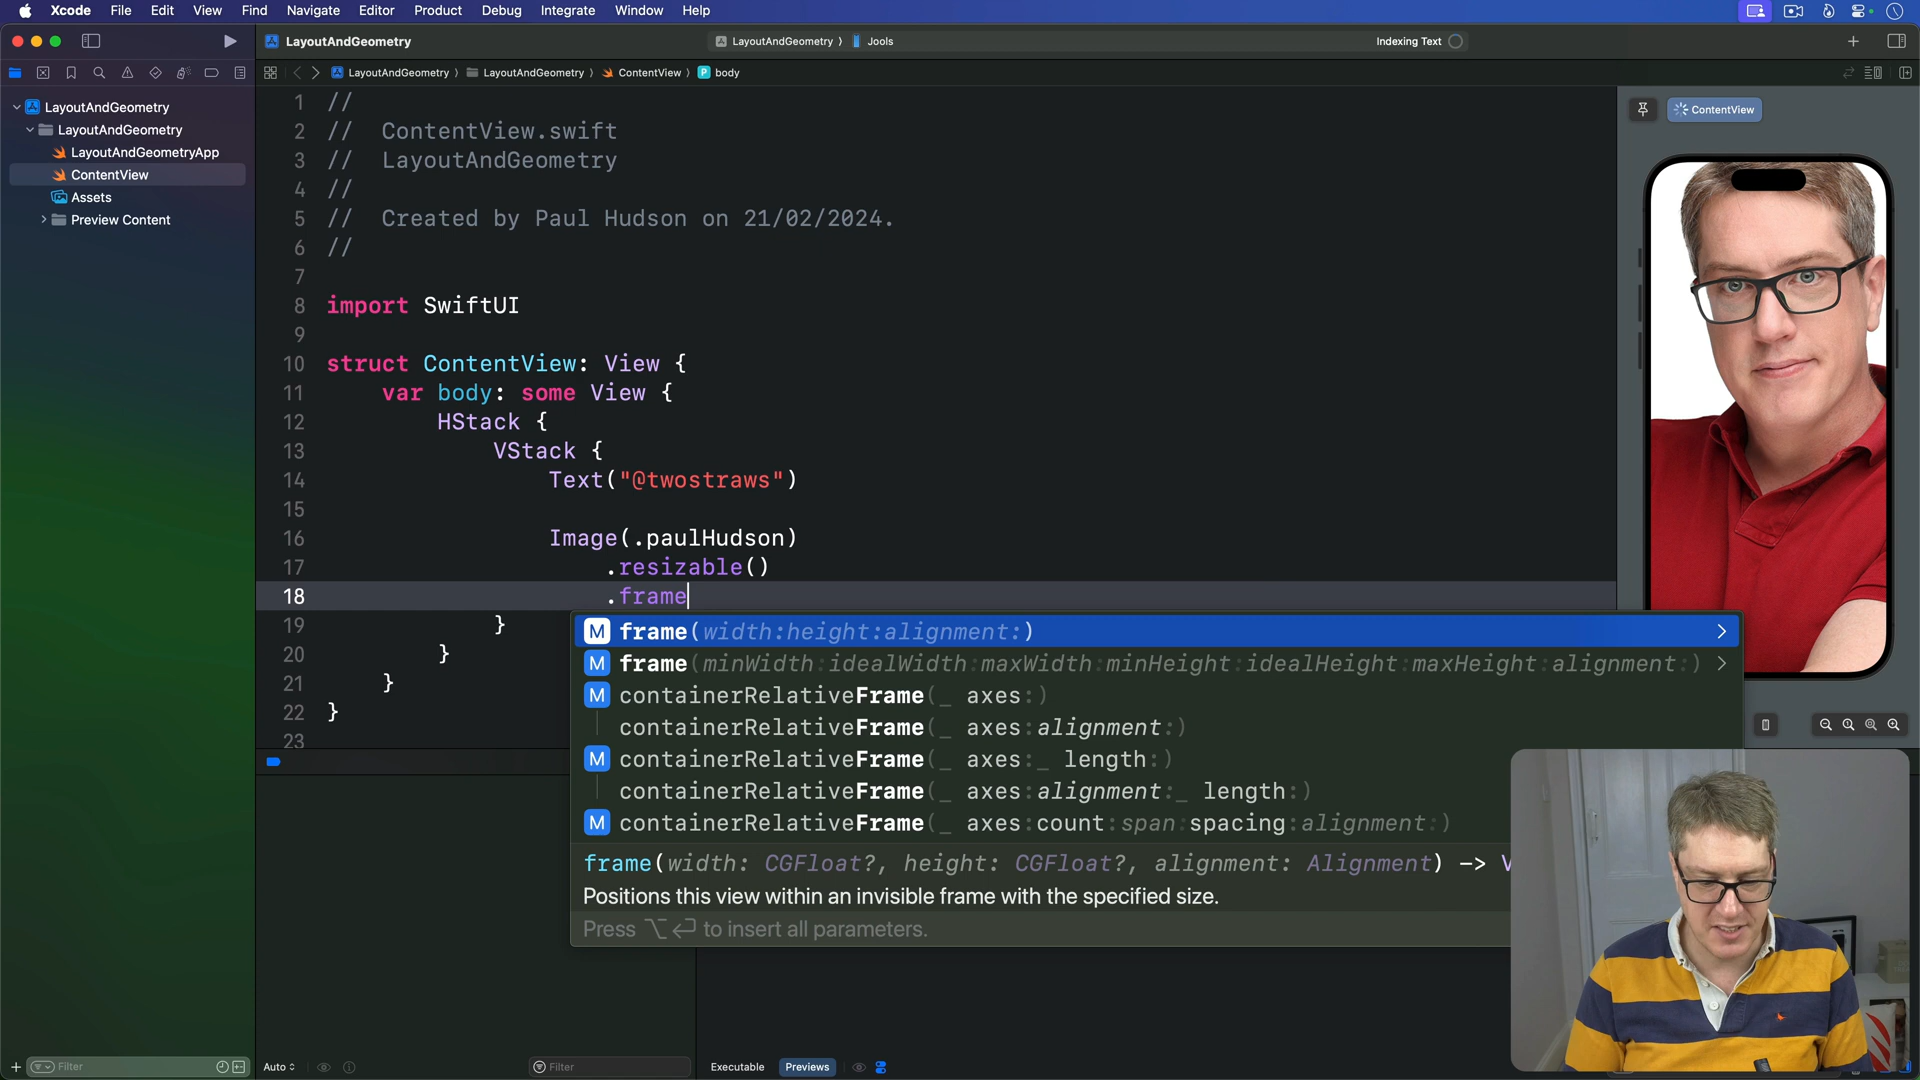 Xcode File Edit View Find Navigate Editor Product Debug Integrate Window Help
LayoutAndGeometry
LayoutAndGeometry 〉 Jools
Indexing Text
LayoutAndGeometry 〉 LayoutAndGeometry 〉 ContentView 〉 P body
LayoutAndGeometry
LayoutAndGeometry
LayoutAndGeometryApp
ContentView
Assets
Preview Content
1 //
2 // ContentView.swift
3 // LayoutAndGeometry
4 //
5 // Created by Paul Hudson on 21/02/2024.
6 //
7
8 import SwiftUI
9
10 struct ContentView: View {
11 var body: some View {
12 HStack {
13 VStack {
14 Text("@twostraws")
15
16 Image(.paulHudson)
17 .resizable()
18 .frame
19 }
20 }
21 }
22 }
23
M frame(width:height:alignment:)
M frame(minWidth:idealWidth:maxWidth:minHeight:idealHeight:maxHeight:alignment:)
M containerRelativeFrame(_ axes:)
containerRelativeFrame(_ axes:alignment:)
M containerRelativeFrame(_ axes:_ length:)
containerRelativeFrame(_ axes:alignment:_ length:)
M containerRelativeFrame(_ axes:count:span:spacing:alignment:)
frame(width: CGFloat?, height: CGFloat?, alignment: Alignment) -> V
Positions this view within an invisible frame with the specified size.
Press ⌥↩ to insert all parameters.
ContentView
Filter
Auto
Filter
Executable
Previews